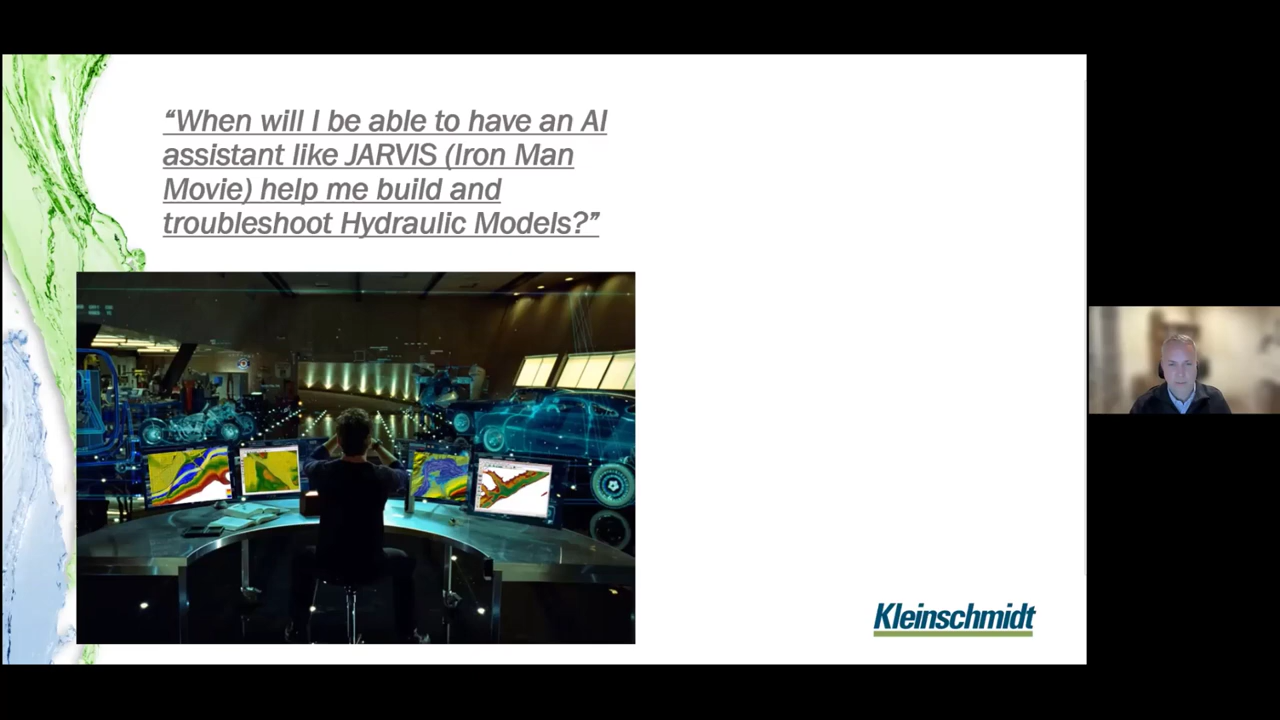 “When will I be able to have an AI
assistant like JARVIS (Iron Man
Movie) help me build and
troubleshoot Hydraulic Models?”
Kleinschmidt